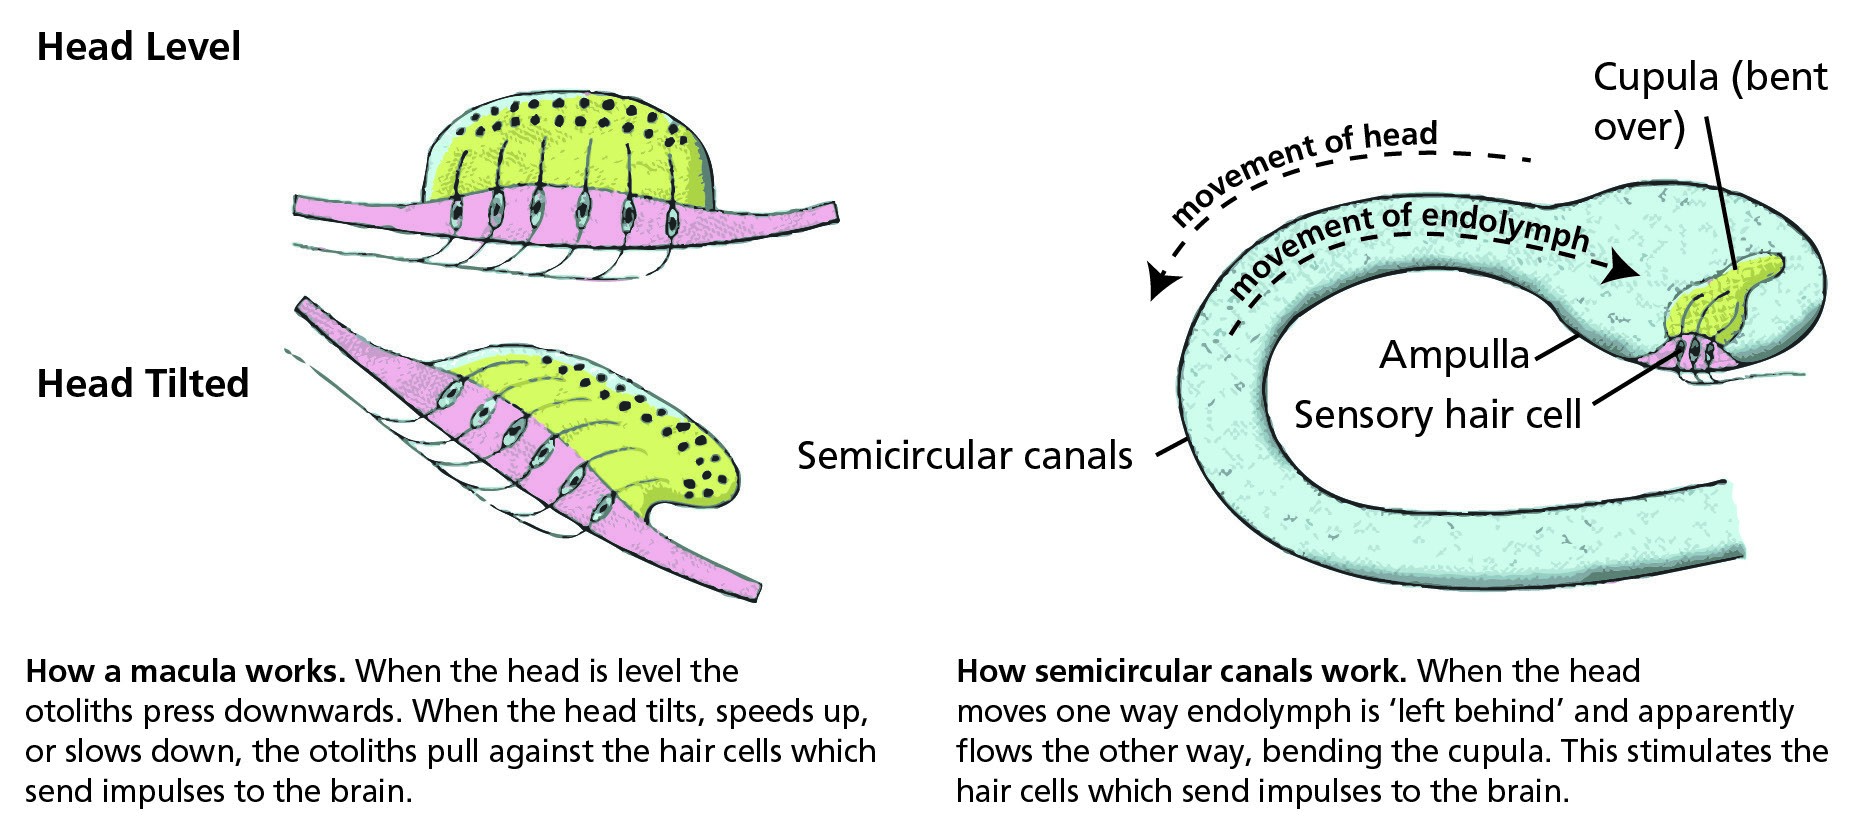 Head Level
Head Tilted
Cupula (bent
over)
movement of head
movement of endolymph
Ampulla
Sensory hair cell
Semicircular canals
How a macula works. When the head is level the
otoliths press downwards. When the head tilts, speeds up,
or slows down, the otoliths pull against the hair cells which
send impulses to the brain.
How semicircular canals work. When the head
moves one way endolymph is ‘left behind’ and apparently
flows the other way, bending the cupula. This stimulates the
hair cells which send impulses to the brain.